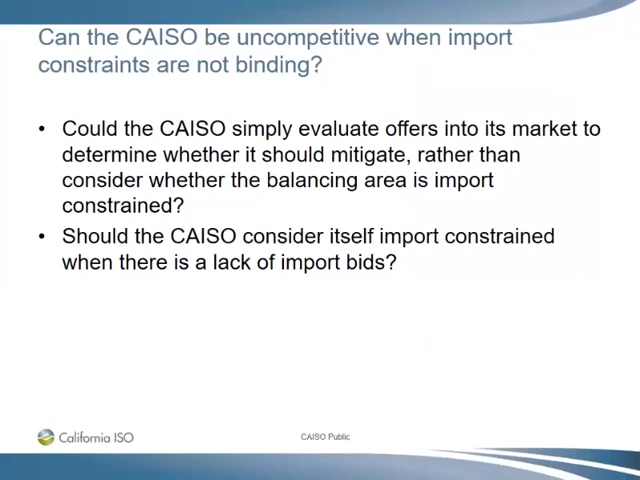 Can the CAISO be uncompetitive when import
constraints are not binding?
• Could the CAISO simply evaluate offers into its market to
determine whether it should mitigate, rather than
consider whether the balancing area is import
constrained?
• Should the CAISO consider itself import constrained
when there is a lack of import bids?
California ISO
CAISO Public